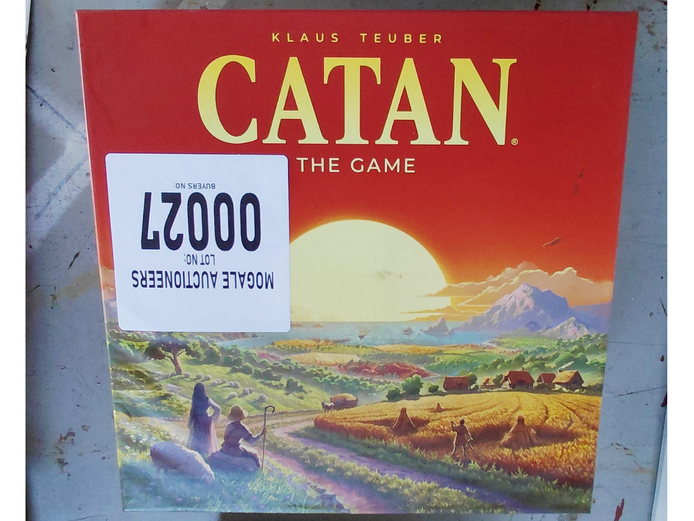 KLAUS TEUBER
CATAN®
THE GAME
MOGALE AUCTIONEERS
LOT NO:
00027
BUYERS NO: